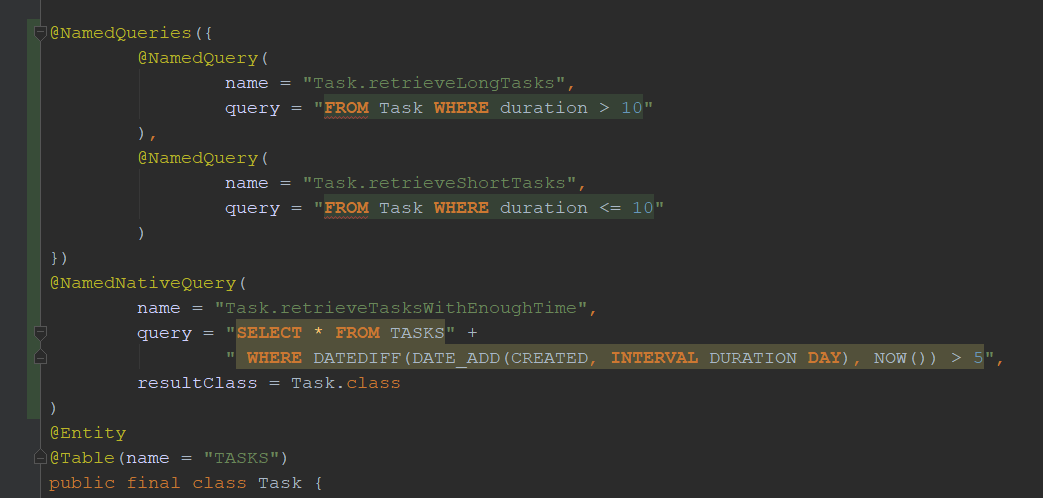 @NamedQueries({
@NamedQuery(
name = "Task.retrieveLongTasks",
query = "FROM Task WHERE duration > 10"
),
@NamedQuery(
name = "Task.retrieveShortTasks",
query = "FROM Task WHERE duration <= 10"
)
})
@NamedNativeQuery(
name = "Task.retrieveTasksWithEnoughTime",
query = "SELECT * FROM TASKS" +
" WHERE DATEDIFF(DATE_ADD(CREATED, INTERVAL DURATION DAY), NOW()) > 5",
resultClass = Task.class
)
@Entity
@Table(name = "TASKS")
public final class Task {